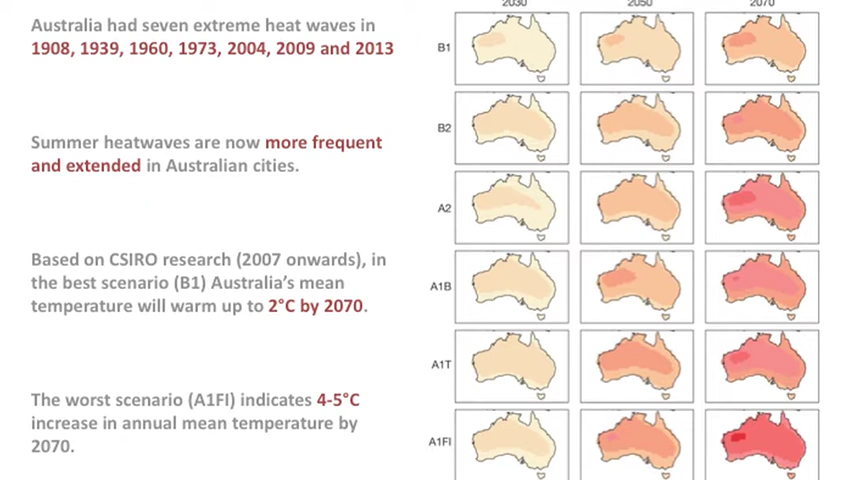 2030 2050 2070
Australia had seven extreme heat waves in
1908, 1939, 1960, 1973, 2004, 2009 and 2013
Summer heatwaves are now more frequent
and extended in Australian cities.
Based on CSIRO research (2007 onwards), in
the best scenario (B1) Australia’s mean
temperature will warm up to 2°C by 2070.
The worst scenario (A1FI) indicates 4-5°C
increase in annual mean temperature by
2070.
B1
B2
A2
A1B
A1T
A1FI